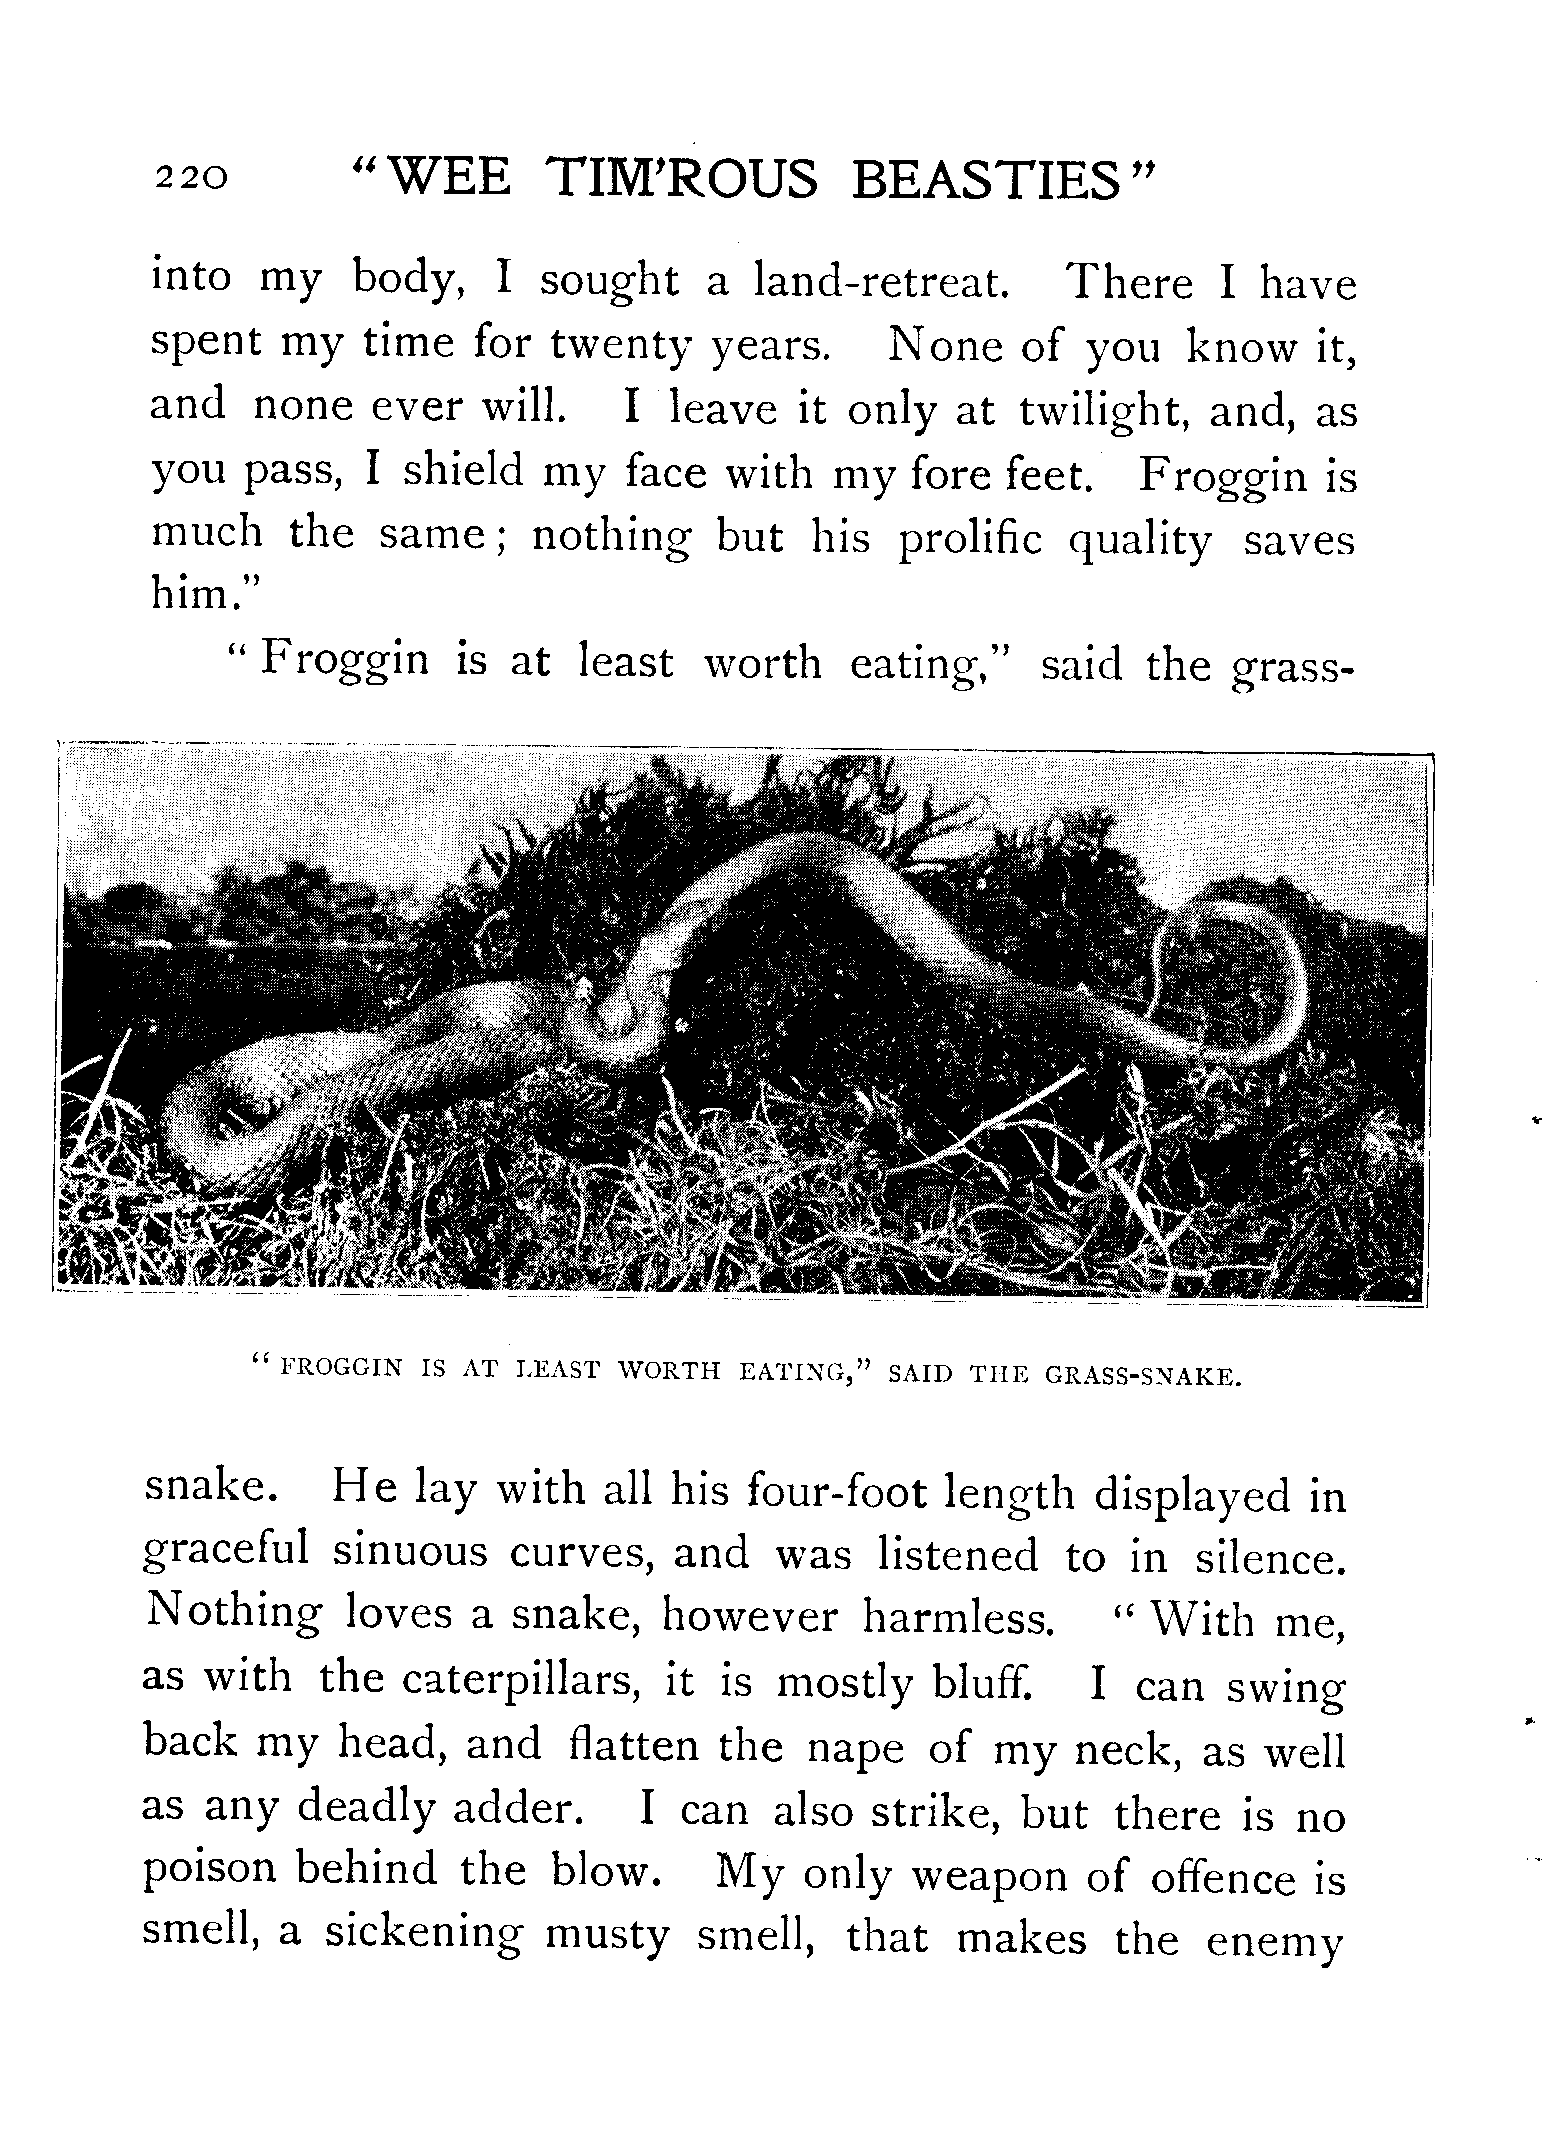 220 "WEE TIM'ROUS BEASTIES"
into my body, I sought a land-retreat. There I have
spent my time for twenty years. None of you know it,
and none ever will. I leave it only at twilight, and, as
you pass, I shield my face with my fore feet. Froggin is
much the same; nothing but his prolific quality saves
him."
"Froggin is at least worth eating," said the grass-
"FROGGIN IS AT LEAST WORTH EATING," SAID THE GRASS-SNAKE.
snake. He lay with all his four-foot length displayed in
graceful sinuous curves, and was listened to in silence.
Nothing loves a snake, however harmless. "With me,
as with the caterpillars, it is mostly bluff. I can swing
back my head, and flatten the nape of my neck, as well
as any deadly adder. I can also strike, but there is no
poison behind the blow. My only weapon of offence is
smell, a sickening musty smell, that makes the enemy